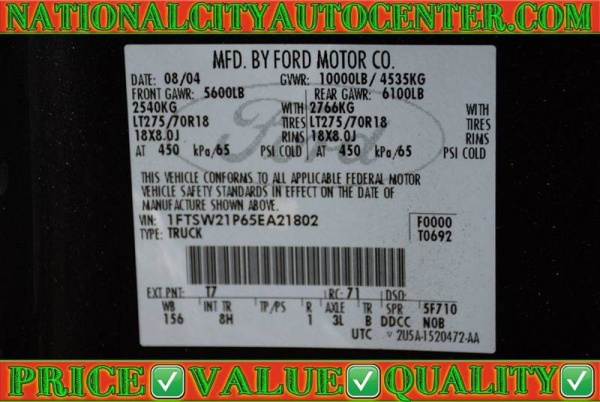 NATIONALCITYAUTOCENTER.COM
MFD. BY FORD MOTOR CO.
DATE: 08/04 GVWR: 10000LB/ 4535KG
FRONT GAWR: 5600LB REAR GAWR: 6100LB
2540KG WITH 2766KG WITH
LT275/70R18 TIRES LT275/70R18 TIRES
18X8.0J RIMS 18X8.0J RIMS
AT 450 kPa/65 PSI COLD AT 450 kPa/65 PSI COLD
Ford
THIS VEHICLE CONFORMS TO ALL APPLICABLE FEDERAL MOTOR
VEHICLE SAFETY STANDARDS IN EFFECT ON THE DATE OF
MANUFACTURE SHOWN ABOVE.
VIN: 1FTSW21P65EA21802 F0000
TYPE: TRUCK T0692
EXT PNT: T7 RC: 71 DSO:
WB INT TR TP/PS R AXLE TR SPR 5F710
156 8H 1 3L B DDCC N0B
UTC ▽ 2U5A-1520472-AA
PRICE✅VALUE✅QUALITY✅